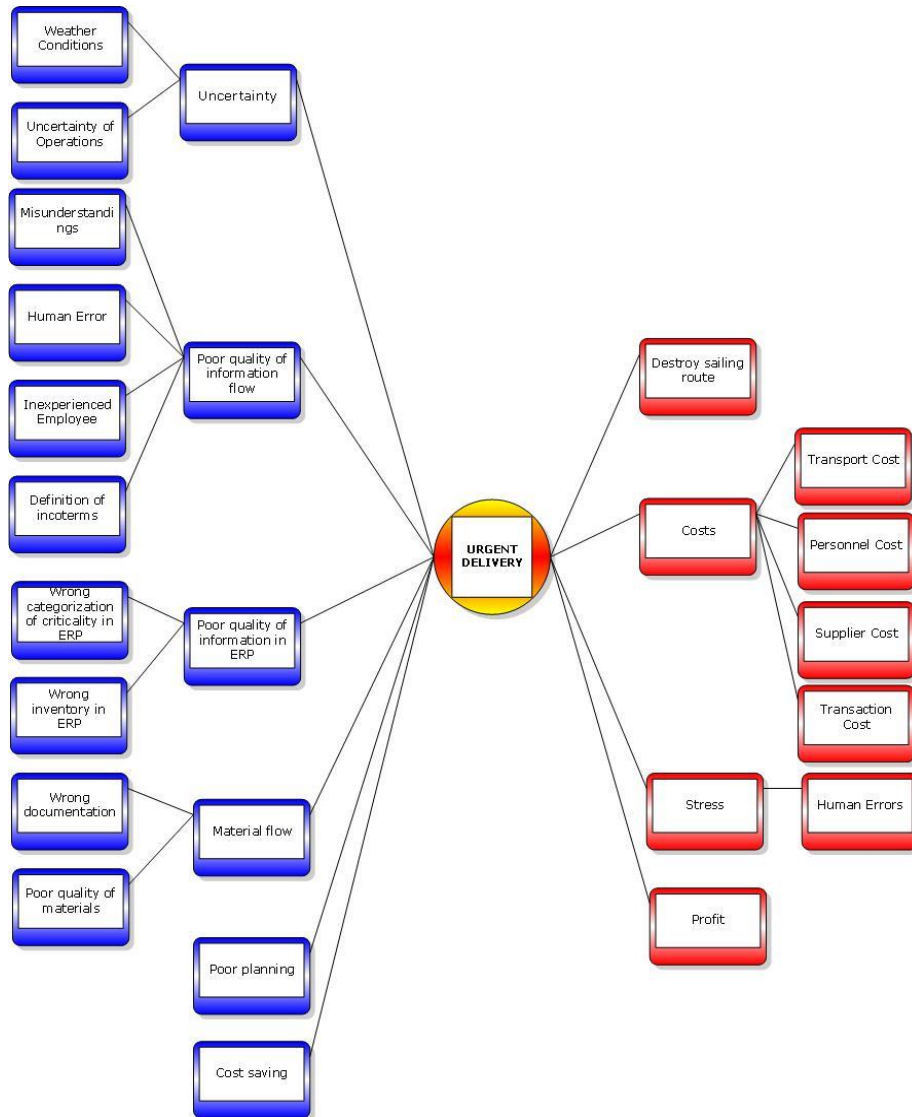 Weather
Conditions
Uncertainty
Uncertainty of
Operations
Misunderstandi
ngs
Human Error
Poor quality of
information
flow
Inexperienced
Employee
Definition of
incoterms
Wrong
categorization
of criticality in
ERP
Poor quality of
information in
ERP
Wrong
inventory in
ERP
Wrong
documentation
Material flow
Poor quality of
materials
Poor planning
Cost saving
URGENT
DELIVERY
Destroy sailing
route
Costs
Transport Cost
Personnel Cost
Supplier Cost
Transaction
Cost
Stress
Human Errors
Profit